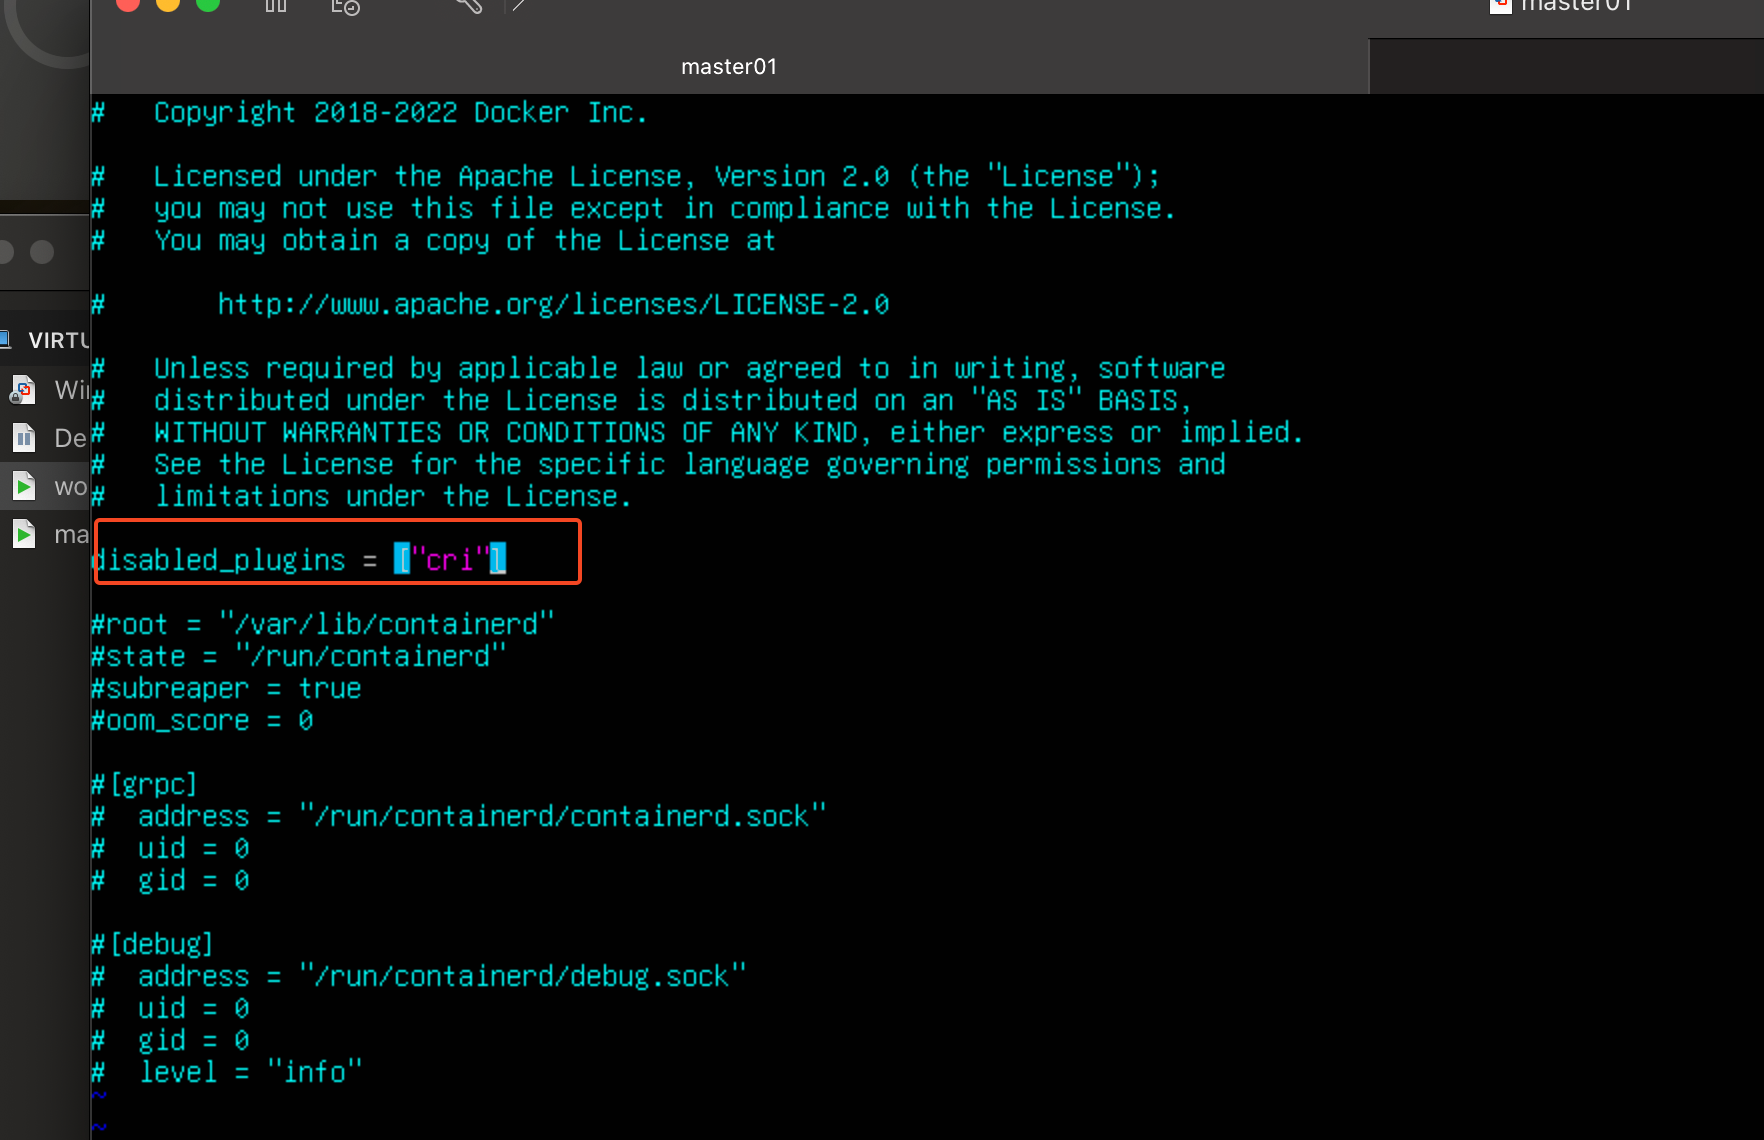 master01
master01
#   Copyright 2018-2022 Docker Inc.
#   Licensed under the Apache License, Version 2.0 (the "License");
#   you may not use this file except in compliance with the License.
#   You may obtain a copy of the License at
#       http://www.apache.org/licenses/LICENSE-2.0
#   Unless required by applicable law or agreed to in writing, software
#   distributed under the License is distributed on an "AS IS" BASIS,
#   WITHOUT WARRANTIES OR CONDITIONS OF ANY KIND, either express or implied.
#   See the License for the specific language governing permissions and
#   limitations under the License.
disabled_plugins = ["cri"]
#root = "/var/lib/containerd"
#state = "/run/containerd"
#subreaper = true
#oom_score = 0
#[grpc]
#  address = "/run/containerd/containerd.sock"
#  uid = 0
#  gid = 0
#[debug]
#  address = "/run/containerd/debug.sock"
#  uid = 0
#  gid = 0
#  level = "info"
~
~
VIRTU
Wi
De
wo
ma